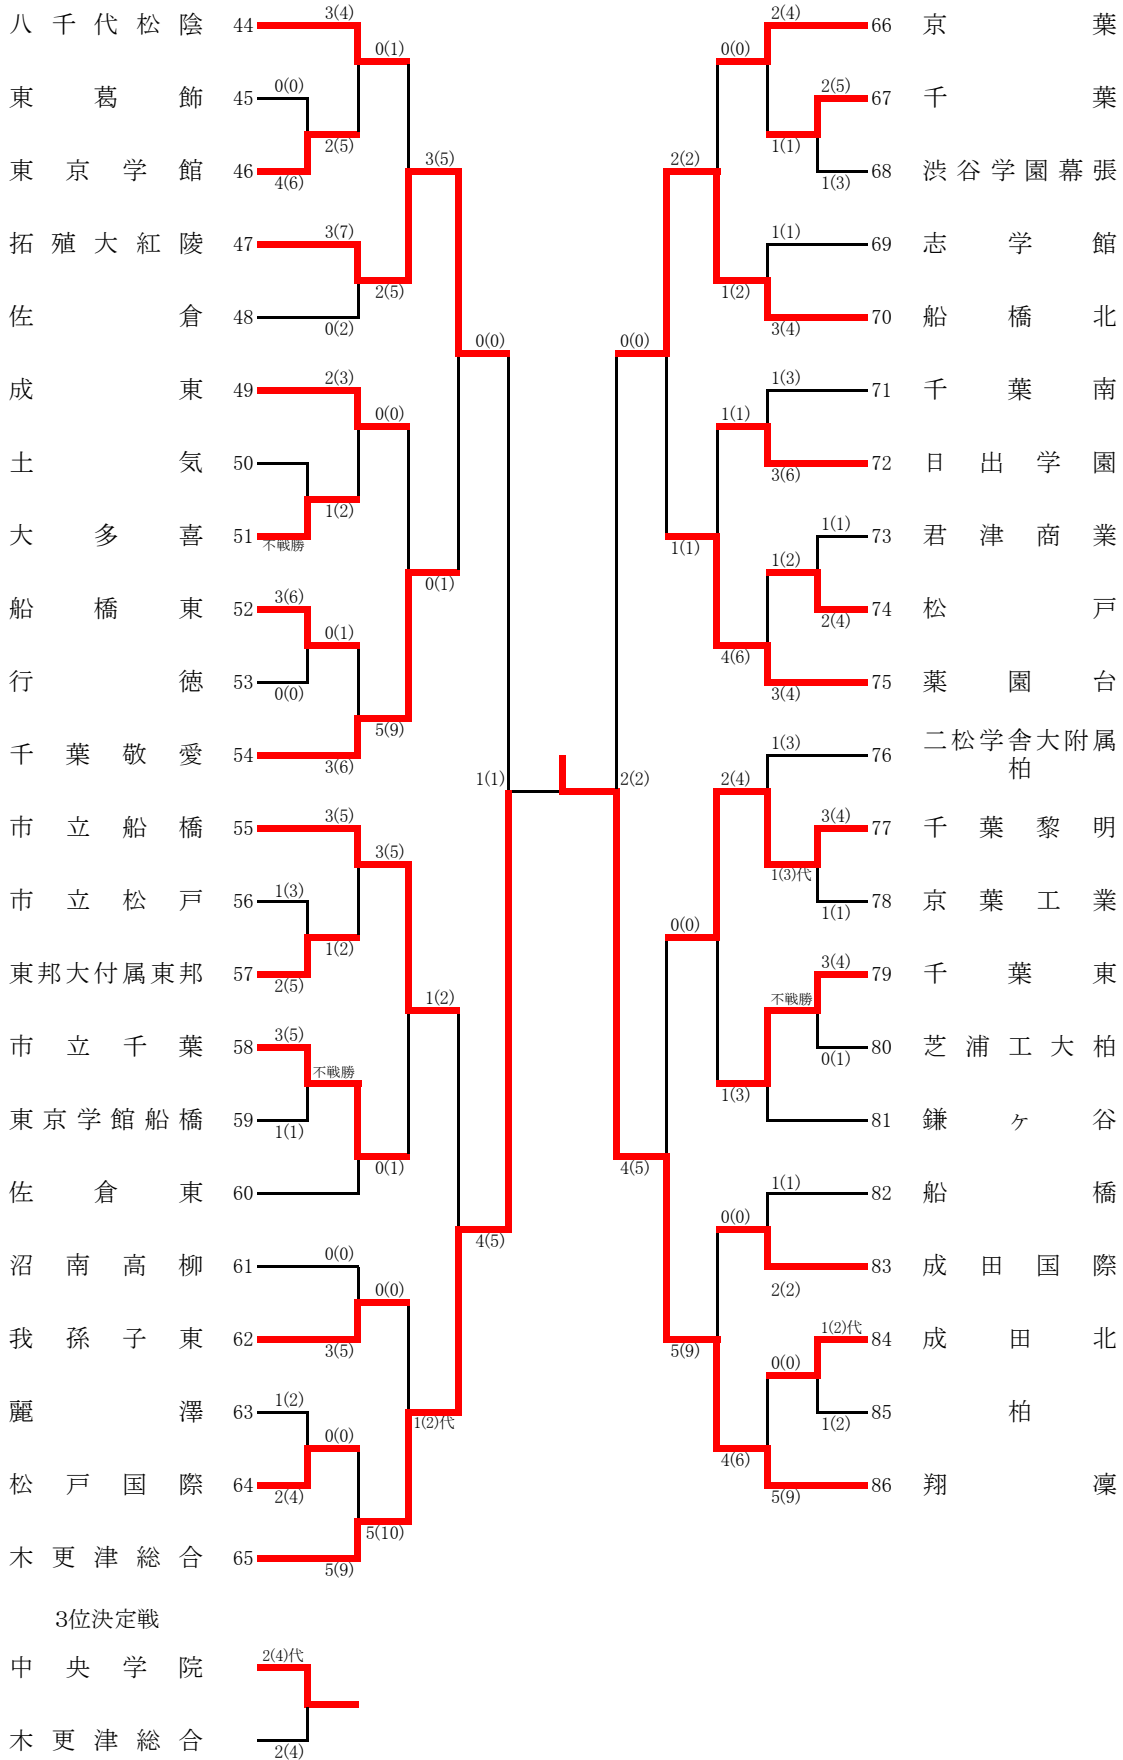 八千代松陰 44 3(4)
0(1)
東葛飾 45 0(0)
2(5)
東京学館 46 4(6)
3(5)
拓殖大紅陵 47 3(7)
2(5)
佐倉 48 0(2)
0(0)
成東 49 2(3)
0(0)
土気 50
1(2)
大多喜 51 不戦勝
0(1)
船橋東 52 3(6)
0(1)
行徳 53 0(0)
5(9)
千葉敬愛 54 3(6)
1(1)
市立船橋 55 3(5)
3(5)
市立松戸 56 1(3)
1(2)
東邦大付属東邦 57 2(5)
1(2)
市立千葉 58 3(5)
不戦勝
東京学館船橋 59 1(1)
0(1)
佐倉東 60
4(5)
沼南高柳 61 0(0)
0(0)
我孫子東 62 3(5)
麗澤 63 1(2)
1(2)代
0(0)
松戸国際 64 2(4)
5(10)
木更津総合 65 5(9)
2(4) 66 京葉
0(0)
2(5) 67 千葉
1(1)
1(3) 68 渋谷学園幕張
2(2)
1(1) 69 志学館
1(2)
3(4) 70 船橋北
0(0)
1(3) 71 千葉南
1(1)
3(6) 72 日出学園
1(1)
1(1) 73 君津商業
1(2)
2(4) 74 松戸
4(6)
3(4) 75 薬園台
2(2)
1(3) 76 二松学舎大附属
柏
2(4)
3(4) 77 千葉黎明
1(3)代
1(1) 78 京葉工業
0(0)
3(4) 79 千葉東
不戦勝
0(1) 80 芝浦工大柏
1(3)
81 鎌ヶ谷
4(5)
1(1) 82 船橋
0(0)
2(2) 83 成田国際
5(9)
1(2)代 84 成田北
0(0)
1(2) 85 柏
4(6)
5(9) 86 翔凜
3位決定戦
中央学院 2(4)代
木更津総合 2(4)